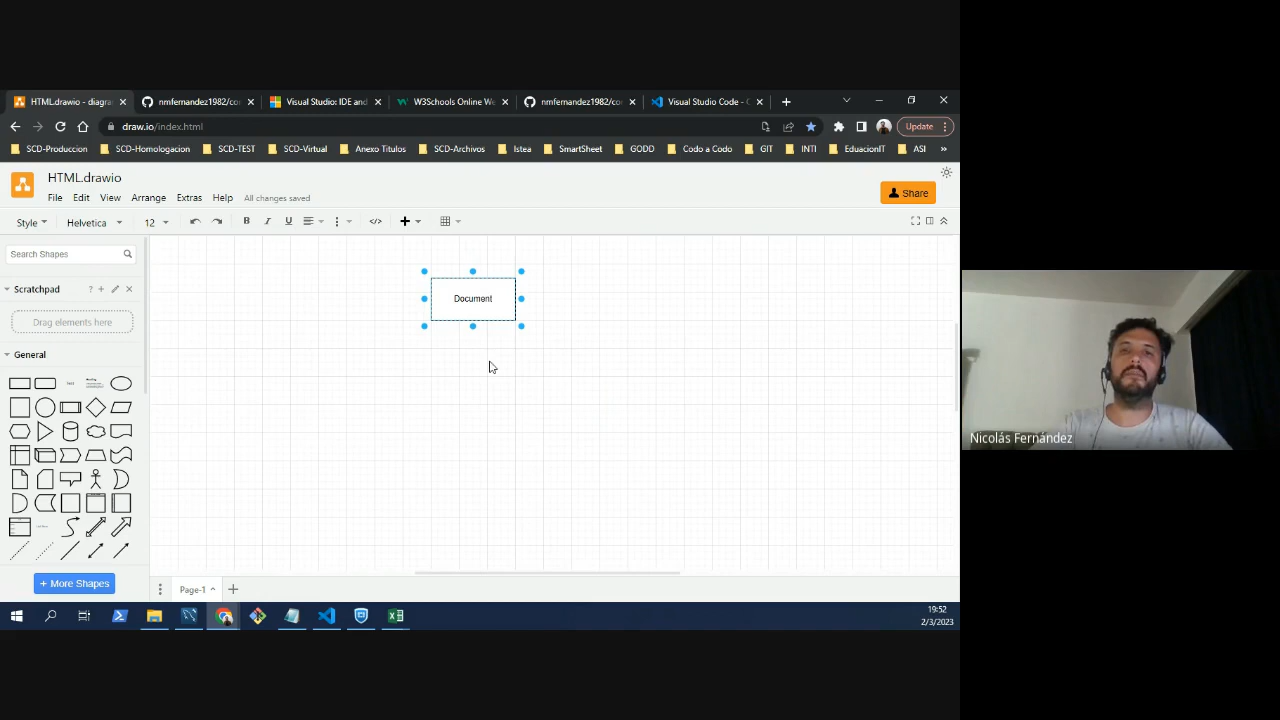 HTML.drawio - diagra
nmfernandez1982/co
Visual Studio: IDE and
W3Schools Online We
nmfernandez1982/co
Visual Studio Code - C
draw.io/index.html
Update
SCD-Produccion
SCD-Homologacion
SCD-TEST
SCD-Virtual
Anexo Titulos
SCD-Archivos
Istea
SmartSheet
GODD
Codo a Codo
GIT
INTI
EduacionIT
ASI
»
HTML.drawio
File Edit View Arrange Extras Help All changes saved
Share
Style Helvetica 12 B I U
Search Shapes
Scratchpad ?
Drag elements here
General
Document
+ More Shapes
Page-1
19:52
2/3/2023
Nicolás Fernández